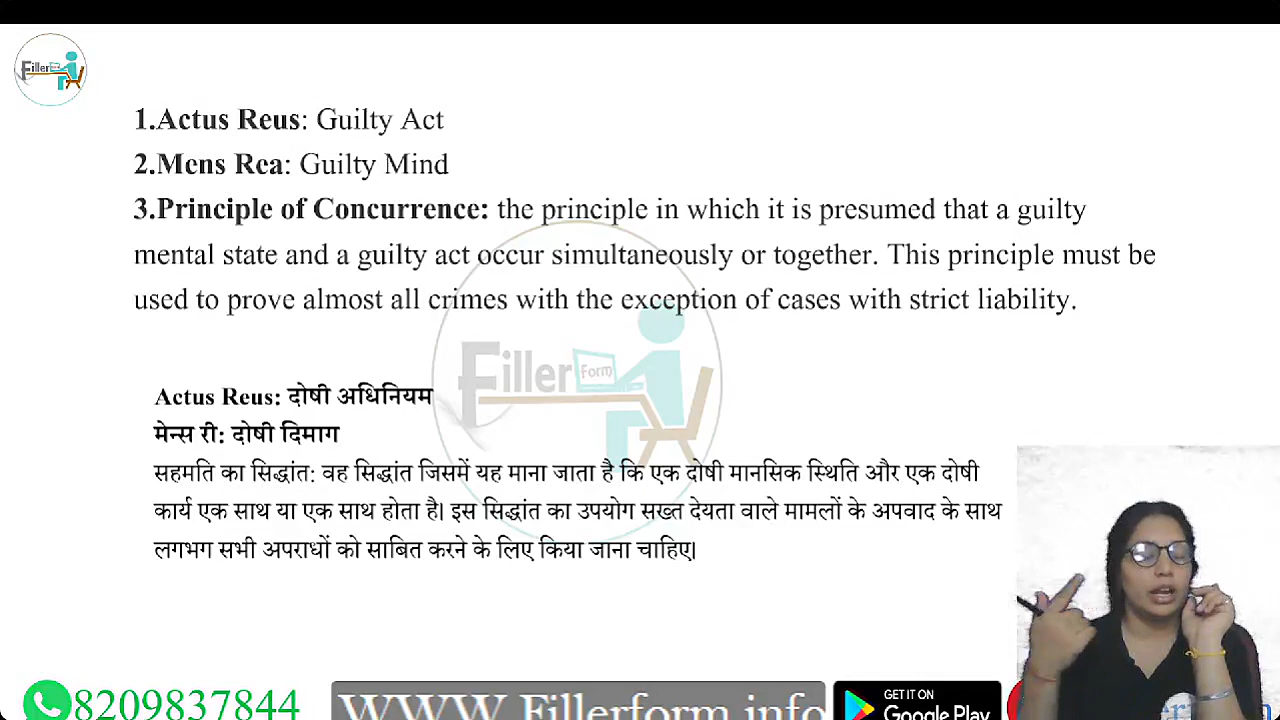 Filler
1.Actus Reus: Guilty Act
2.Mens Rea: Guilty Mind
3.Principle of Concurrence: the principle in which it is presumed that a guilty
mental state and a guilty act occur simultaneously or together. This principle must be
used to prove almost all crimes with the exception of cases with strict liability.
Filler Form
Actus Reus: दोषी अधिनियम
मेन्स री: दोषी दिमाग
सहमति का सिद्धांत: वह सिद्धांत जिसमें यह माना जाता है कि एक दोषी मानसिक स्थिति और एक दोषी
कार्य एक साथ या एक साथ होता है। इस सिद्धांत का उपयोग सख्त देयता वाले मामलों के अपवाद के साथ
लगभग सभी अपराधों को साबित करने के लिए किया जाना चाहिए।
8209837844
WWW.Fillerform.info
GET IT ON
Google Play